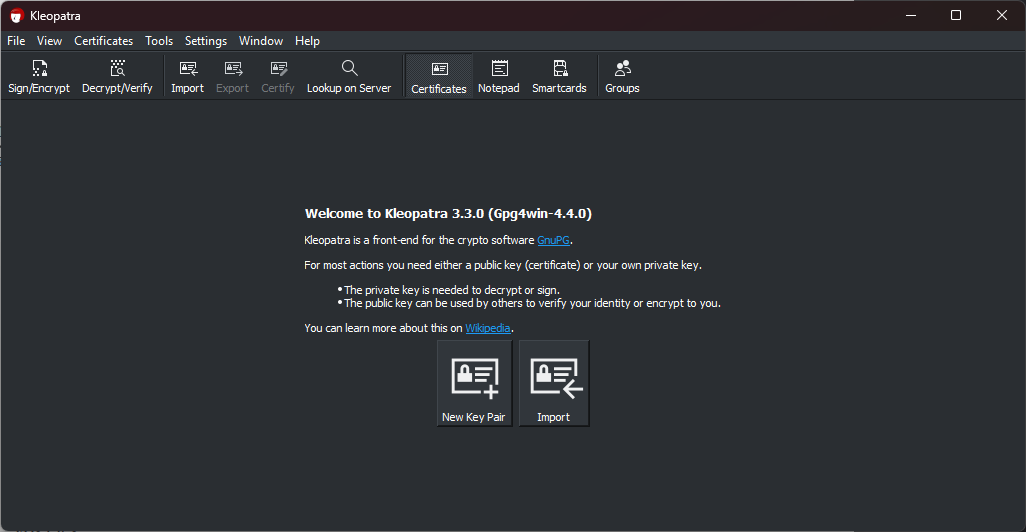 Kleopatra
File View Certificates Tools Settings Window Help
Sign/Encrypt Decrypt/Verify Import Export Certify Lookup on Server Certificates Notepad Smartcards Groups
Welcome to Kleopatra 3.3.0 (Gpg4win-4.4.0)
Kleopatra is a front-end for the crypto software GnuPG.
For most actions you need either a public key (certificate) or your own private key.
•The private key is needed to decrypt or sign.
•The public key can be used by others to verify your identity or encrypt to you.
You can learn more about this on Wikipedia.
New Key Pair Import